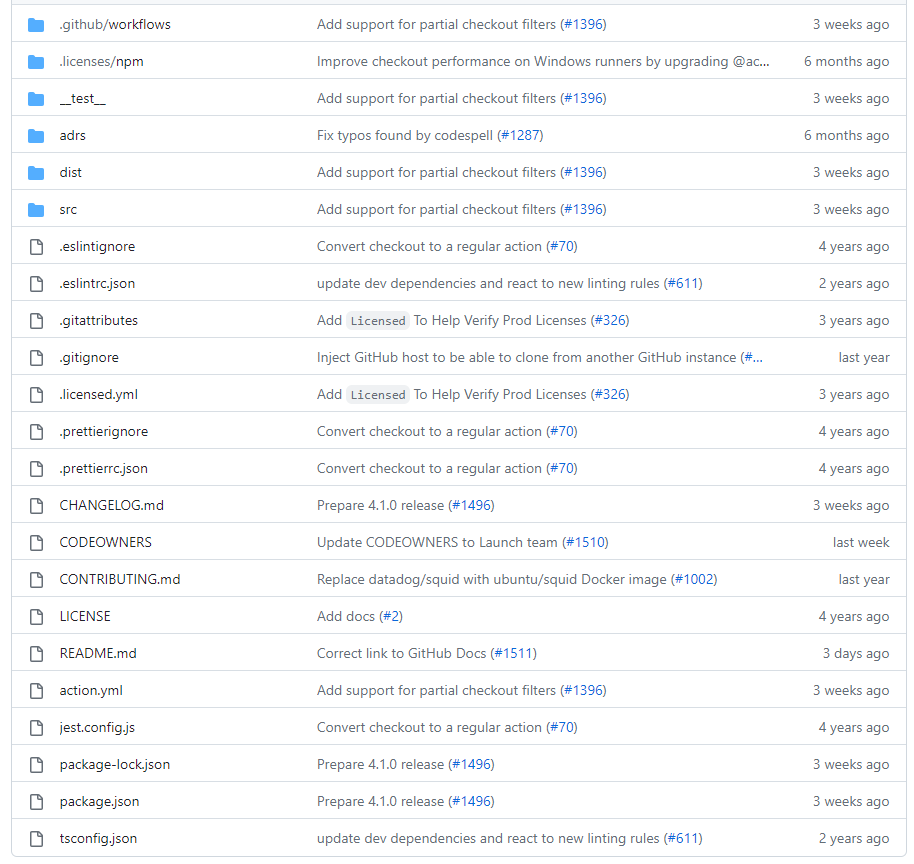 .github/workflows Add support for partial checkout filters (#1396) 3 weeks ago
.licenses/npm Improve checkout performance on Windows runners by upgrading @ac... 6 months ago
__test__ Add support for partial checkout filters (#1396) 3 weeks ago
adrs Fix typos found by codespell (#1287) 6 months ago
dist Add support for partial checkout filters (#1396) 3 weeks ago
src Add support for partial checkout filters (#1396) 3 weeks ago
.eslintignore Convert checkout to a regular action (#70) 4 years ago
.eslintrc.json update dev dependencies and react to new linting rules (#611) 2 years ago
.gitattributes Add Licensed To Help Verify Prod Licenses (#326) 3 years ago
.gitignore Inject GitHub host to be able to clone from another GitHub instance (#... last year
.licensed.yml Add Licensed To Help Verify Prod Licenses (#326) 3 years ago
.prettierignore Convert checkout to a regular action (#70) 4 years ago
.prettierrc.json Convert checkout to a regular action (#70) 4 years ago
CHANGELOG.md Prepare 4.1.0 release (#1496) 3 weeks ago
CODEOWNERS Update CODEOWNERS to Launch team (#1510) last week
CONTRIBUTING.md Replace datadog/squid with ubuntu/squid Docker image (#1002) last year
LICENSE Add docs (#2) 4 years ago
README.md Correct link to GitHub Docs (#1511) 3 days ago
action.yml Add support for partial checkout filters (#1396) 3 weeks ago
jest.config.js Convert checkout to a regular action (#70) 4 years ago
package-lock.json Prepare 4.1.0 release (#1496) 3 weeks ago
package.json Prepare 4.1.0 release (#1496) 3 weeks ago
tsconfig.json update dev dependencies and react to new linting rules (#611) 2 years ago